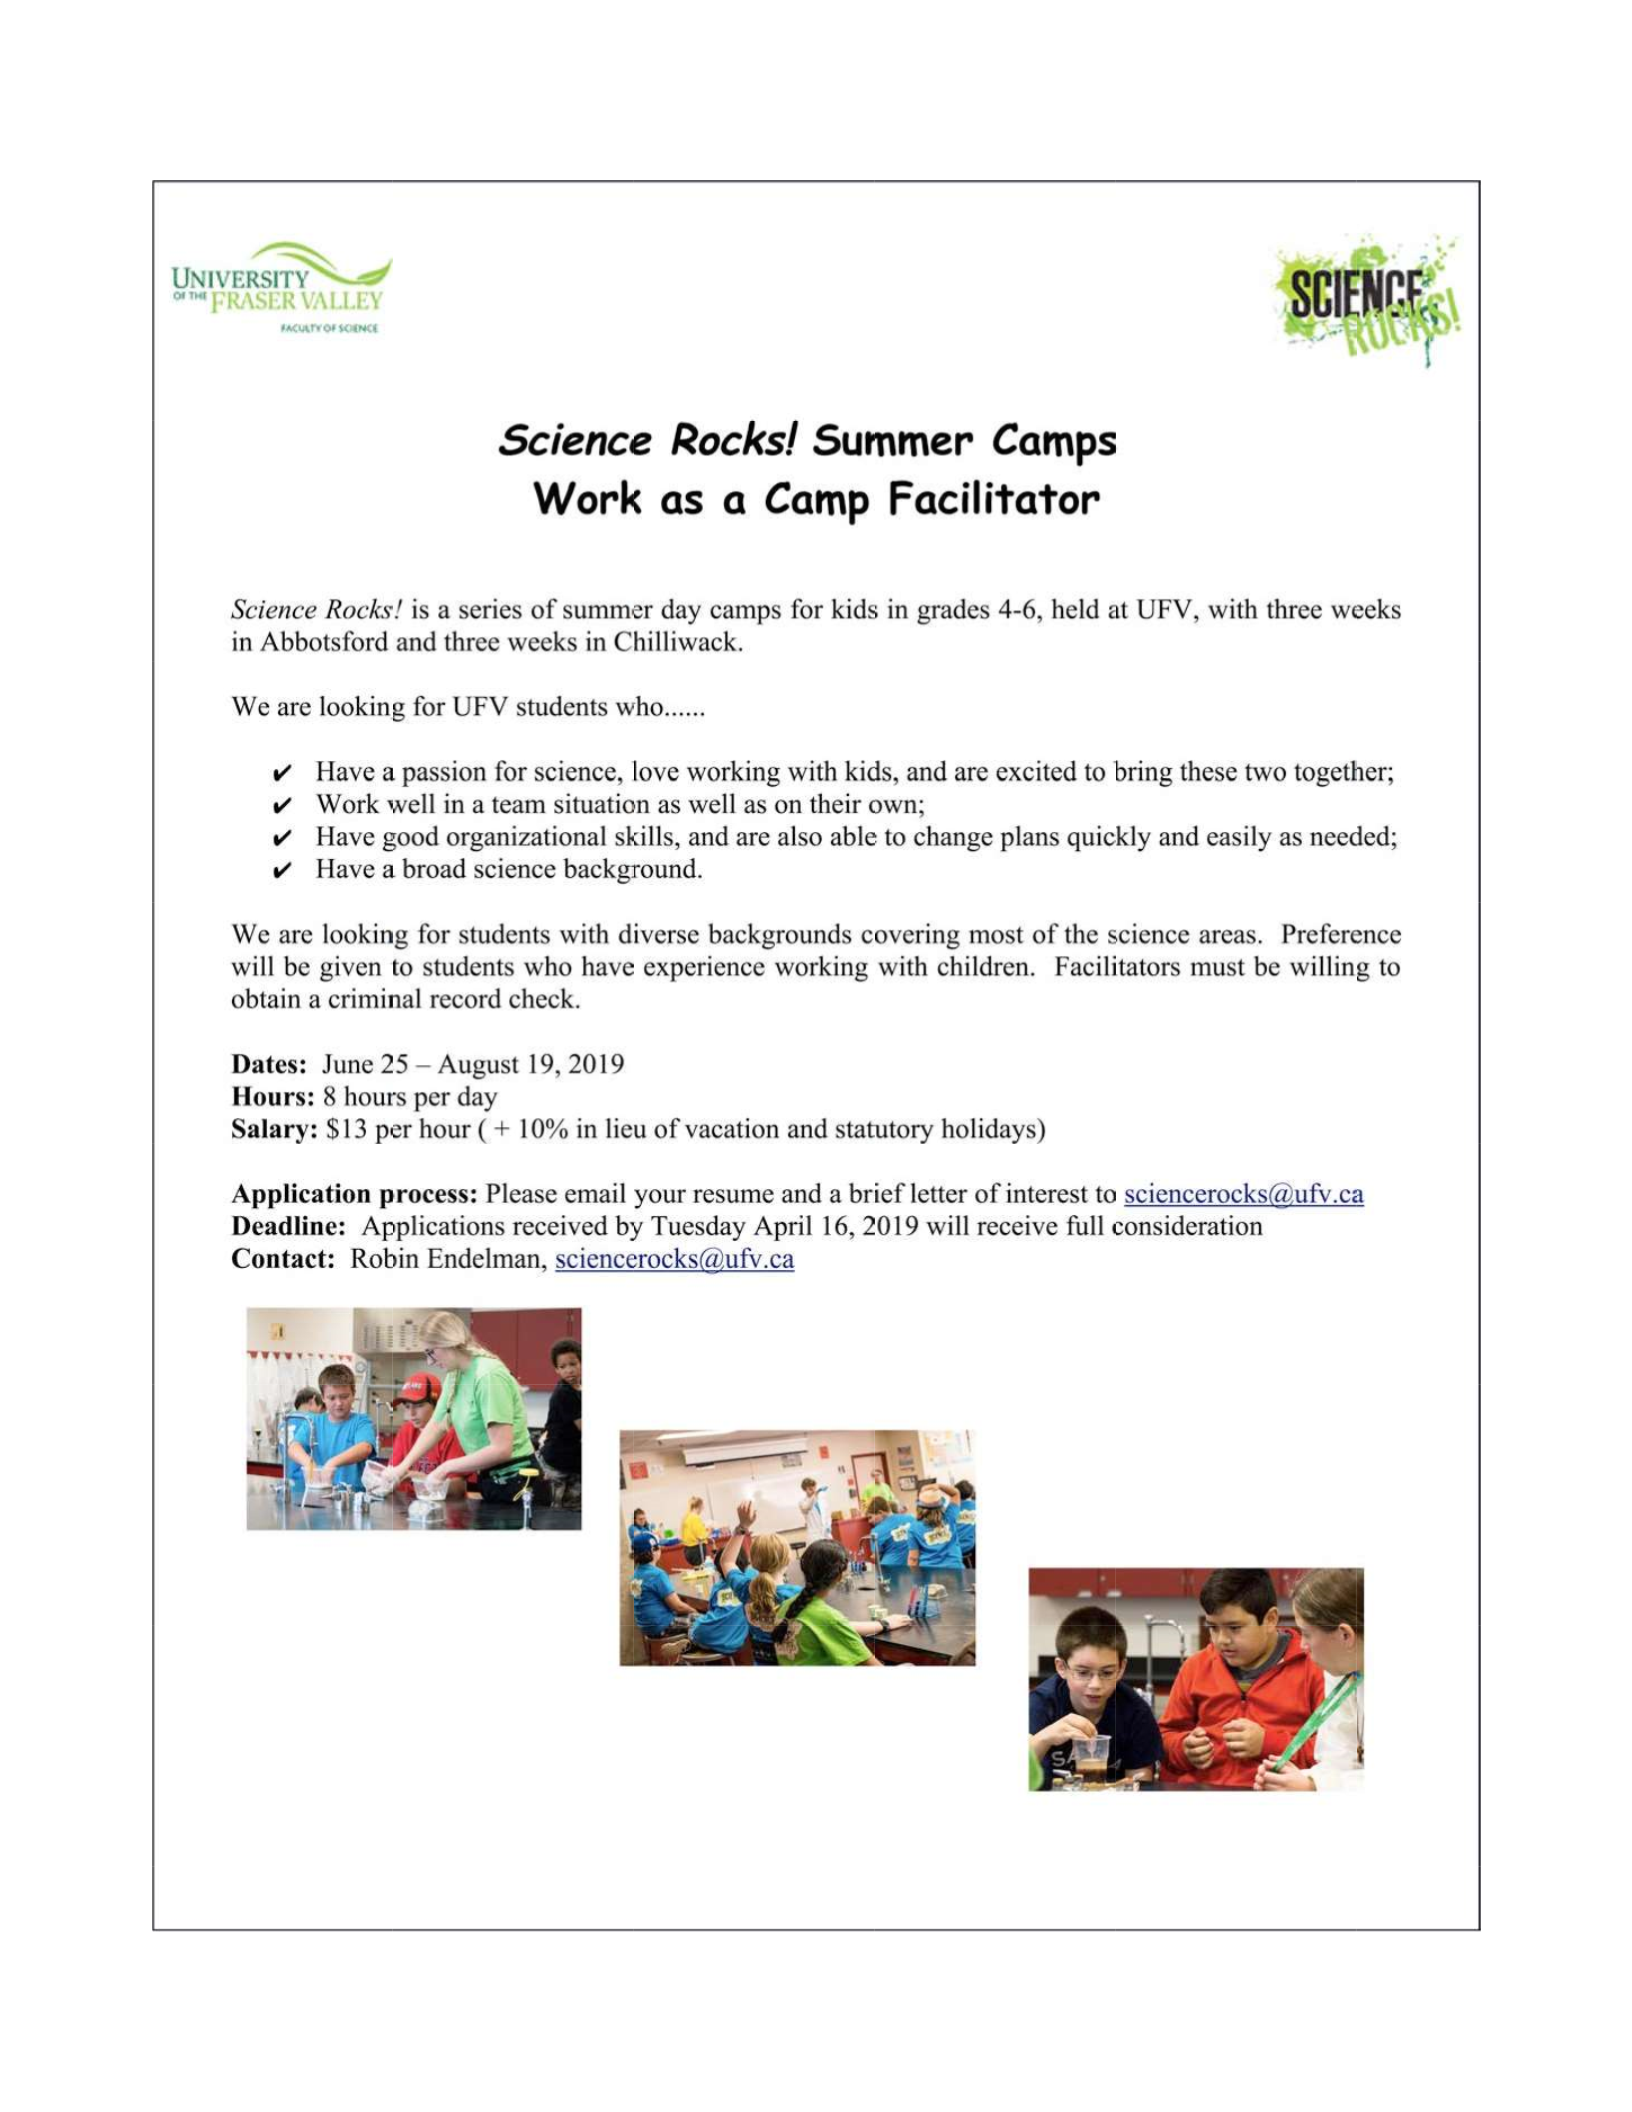 UNIVERSITY
OF THE FRASER VALLEY
FACULTY OF SCIENCE
SCIENCE
ROCKS!
Science Rocks! Summer Camps
Work as a Camp Facilitator
Science Rocks! is a series of summer day camps for kids in grades 4-6, held at UFV, with three weeks
in Abbotsford and three weeks in Chilliwack.
We are looking for UFV students who......
✔ Have a passion for science, love working with kids, and are excited to bring these two together;
✔ Work well in a team situation as well as on their own;
✔ Have good organizational skills, and are also able to change plans quickly and easily as needed;
✔ Have a broad science background.
We are looking for students with diverse backgrounds covering most of the science areas.  Preference
will be given to students who have experience working with children.  Facilitators must be willing to
obtain a criminal record check.
Dates:  June 25 – August 19, 2019
Hours: 8 hours per day
Salary: $13 per hour ( + 10% in lieu of vacation and statutory holidays)
Application process: Please email your resume and a brief letter of interest to sciencerocks@ufv.ca
Deadline:  Applications received by Tuesday April 16, 2019 will receive full consideration
Contact:  Robin Endelman, sciencerocks@ufv.ca